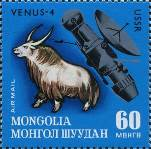 VENUS-4
USSR
AIR MAIL
MONGOLIA
МОНГОЛ ШУУДАН
60
МӨНГӨ